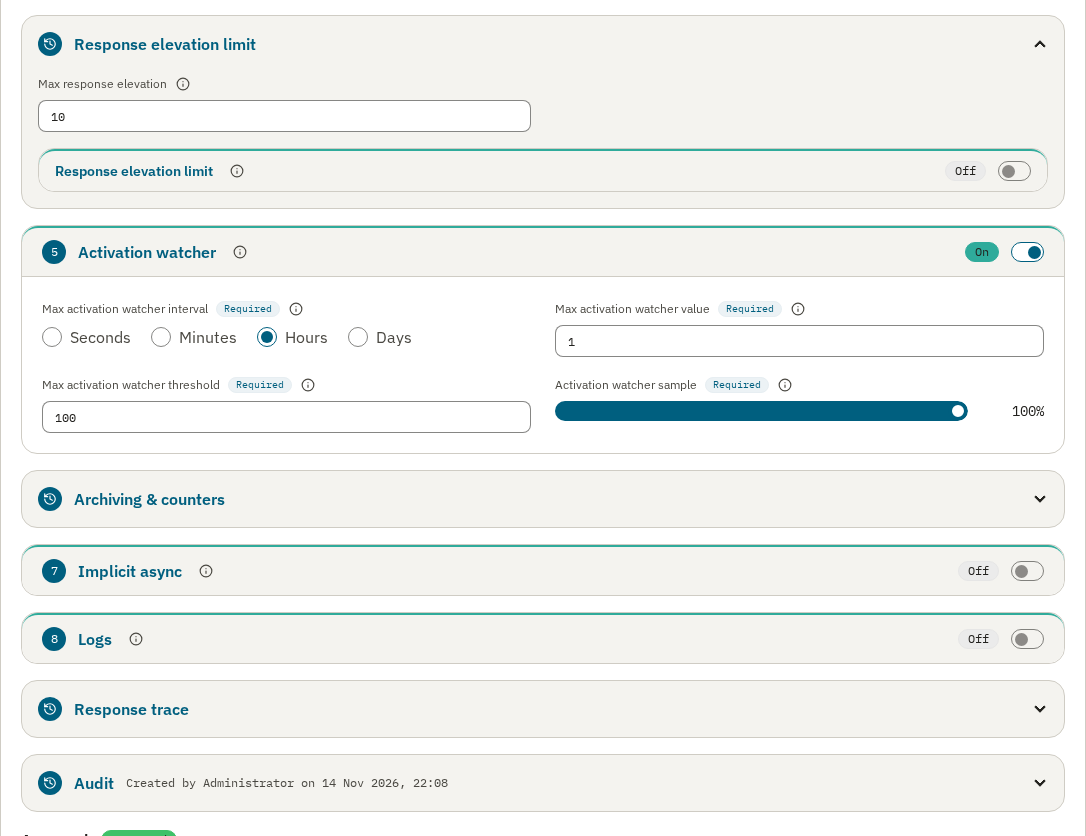 Response elevation limit
Max response elevation
10
Response elevation limit Off
5 Activation watcher On
Max activation watcher interval Required
Seconds Minutes Hours Days
Max activation watcher value Required
1
Max activation watcher threshold Required
100
Activation watcher sample Required
100%
Archiving & counters
7 Implicit async Off
8 Logs Off
Response trace
Audit Created by Administrator on 14 Nov 2026, 22:08